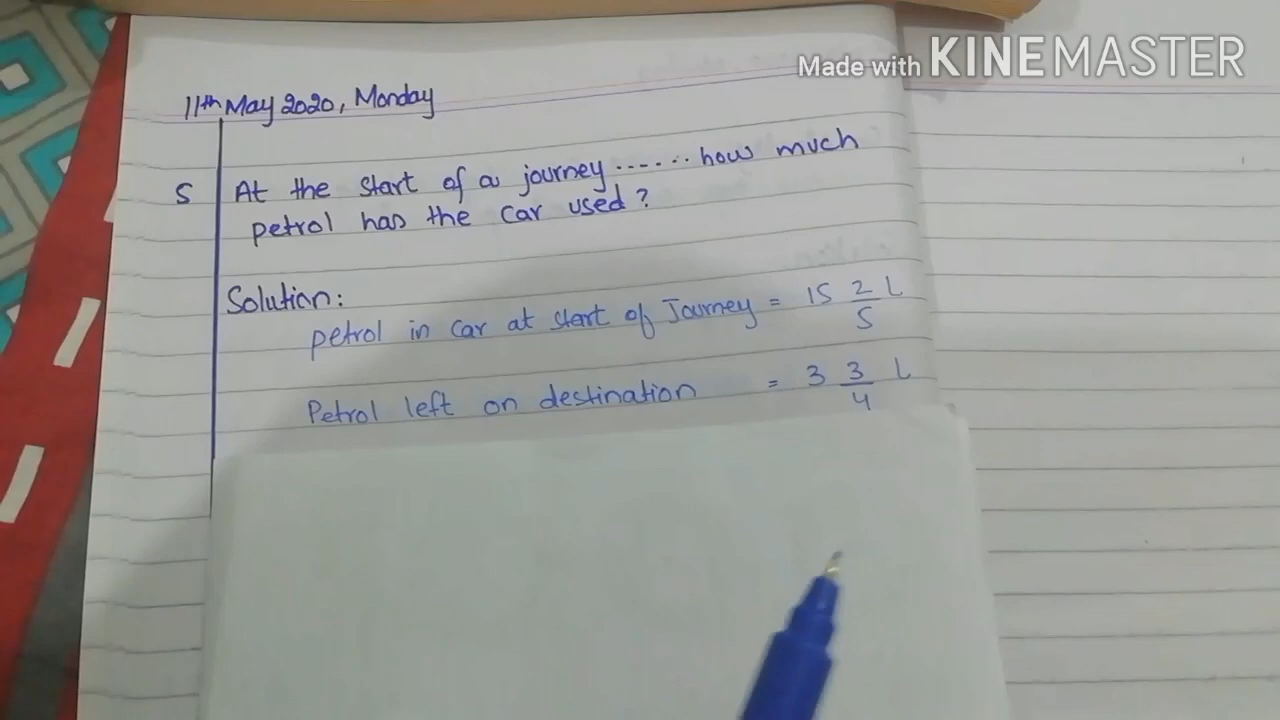 Made with KINEMASTER
11th May 2020, Monday
5 At the start of a journey ...... how much
petrol has the car used?
Solution:
petrol in car at start of Journey = 15 2/5 L
Petrol left on destination = 3 3/4 L